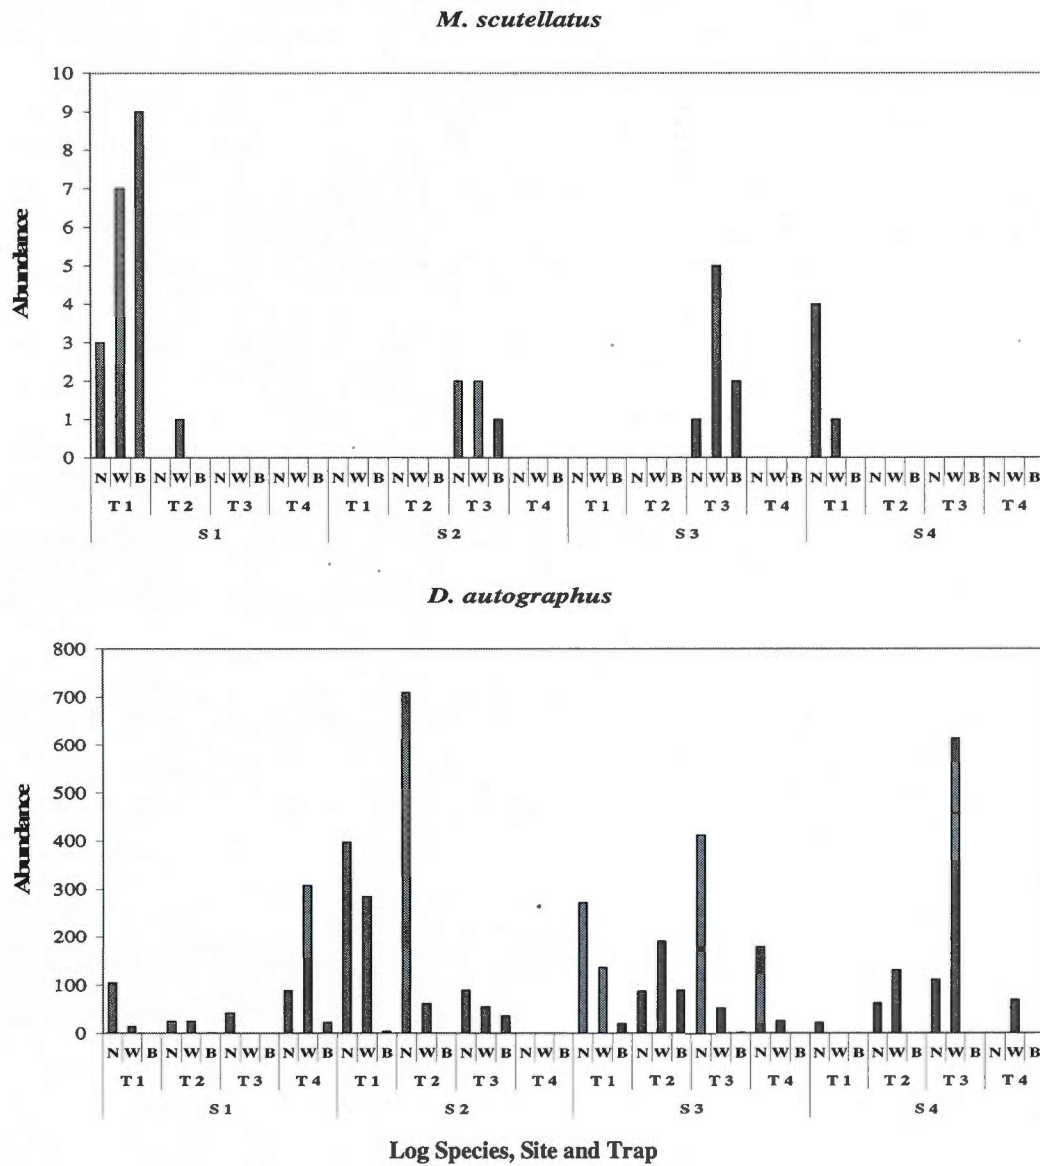 M. scutellatus
10
9
8
7
6
5
4
3
2
1
0
Abundance
N W B N W B N W B N W B N W B N W B N W B N W B N W B N W B N W B N W B N W B N W B N W B N W B
T 1 T 2 T 3 T 4 T 1 T 2 T 3 T 4 T 1 T 2 T 3 T 4 T 1 T 2 T 3 T 4
S 1 S 2 S 3 S 4
D. autographus
800
700
600
500
400
300
200
100
0
Abundance
N W B N W B N W B N W B N W B N W B N W B N W B N W B N W B N W B N W B N W B N W B N W B N W B
T 1 T 2 T 3 T 4 T 1 T 2 T 3 T 4 T 1 T 2 T 3 T 4 T 1 T 2 T 3 T 4
S 1 S 2 S 3 S 4
Log Species, Site and Trap